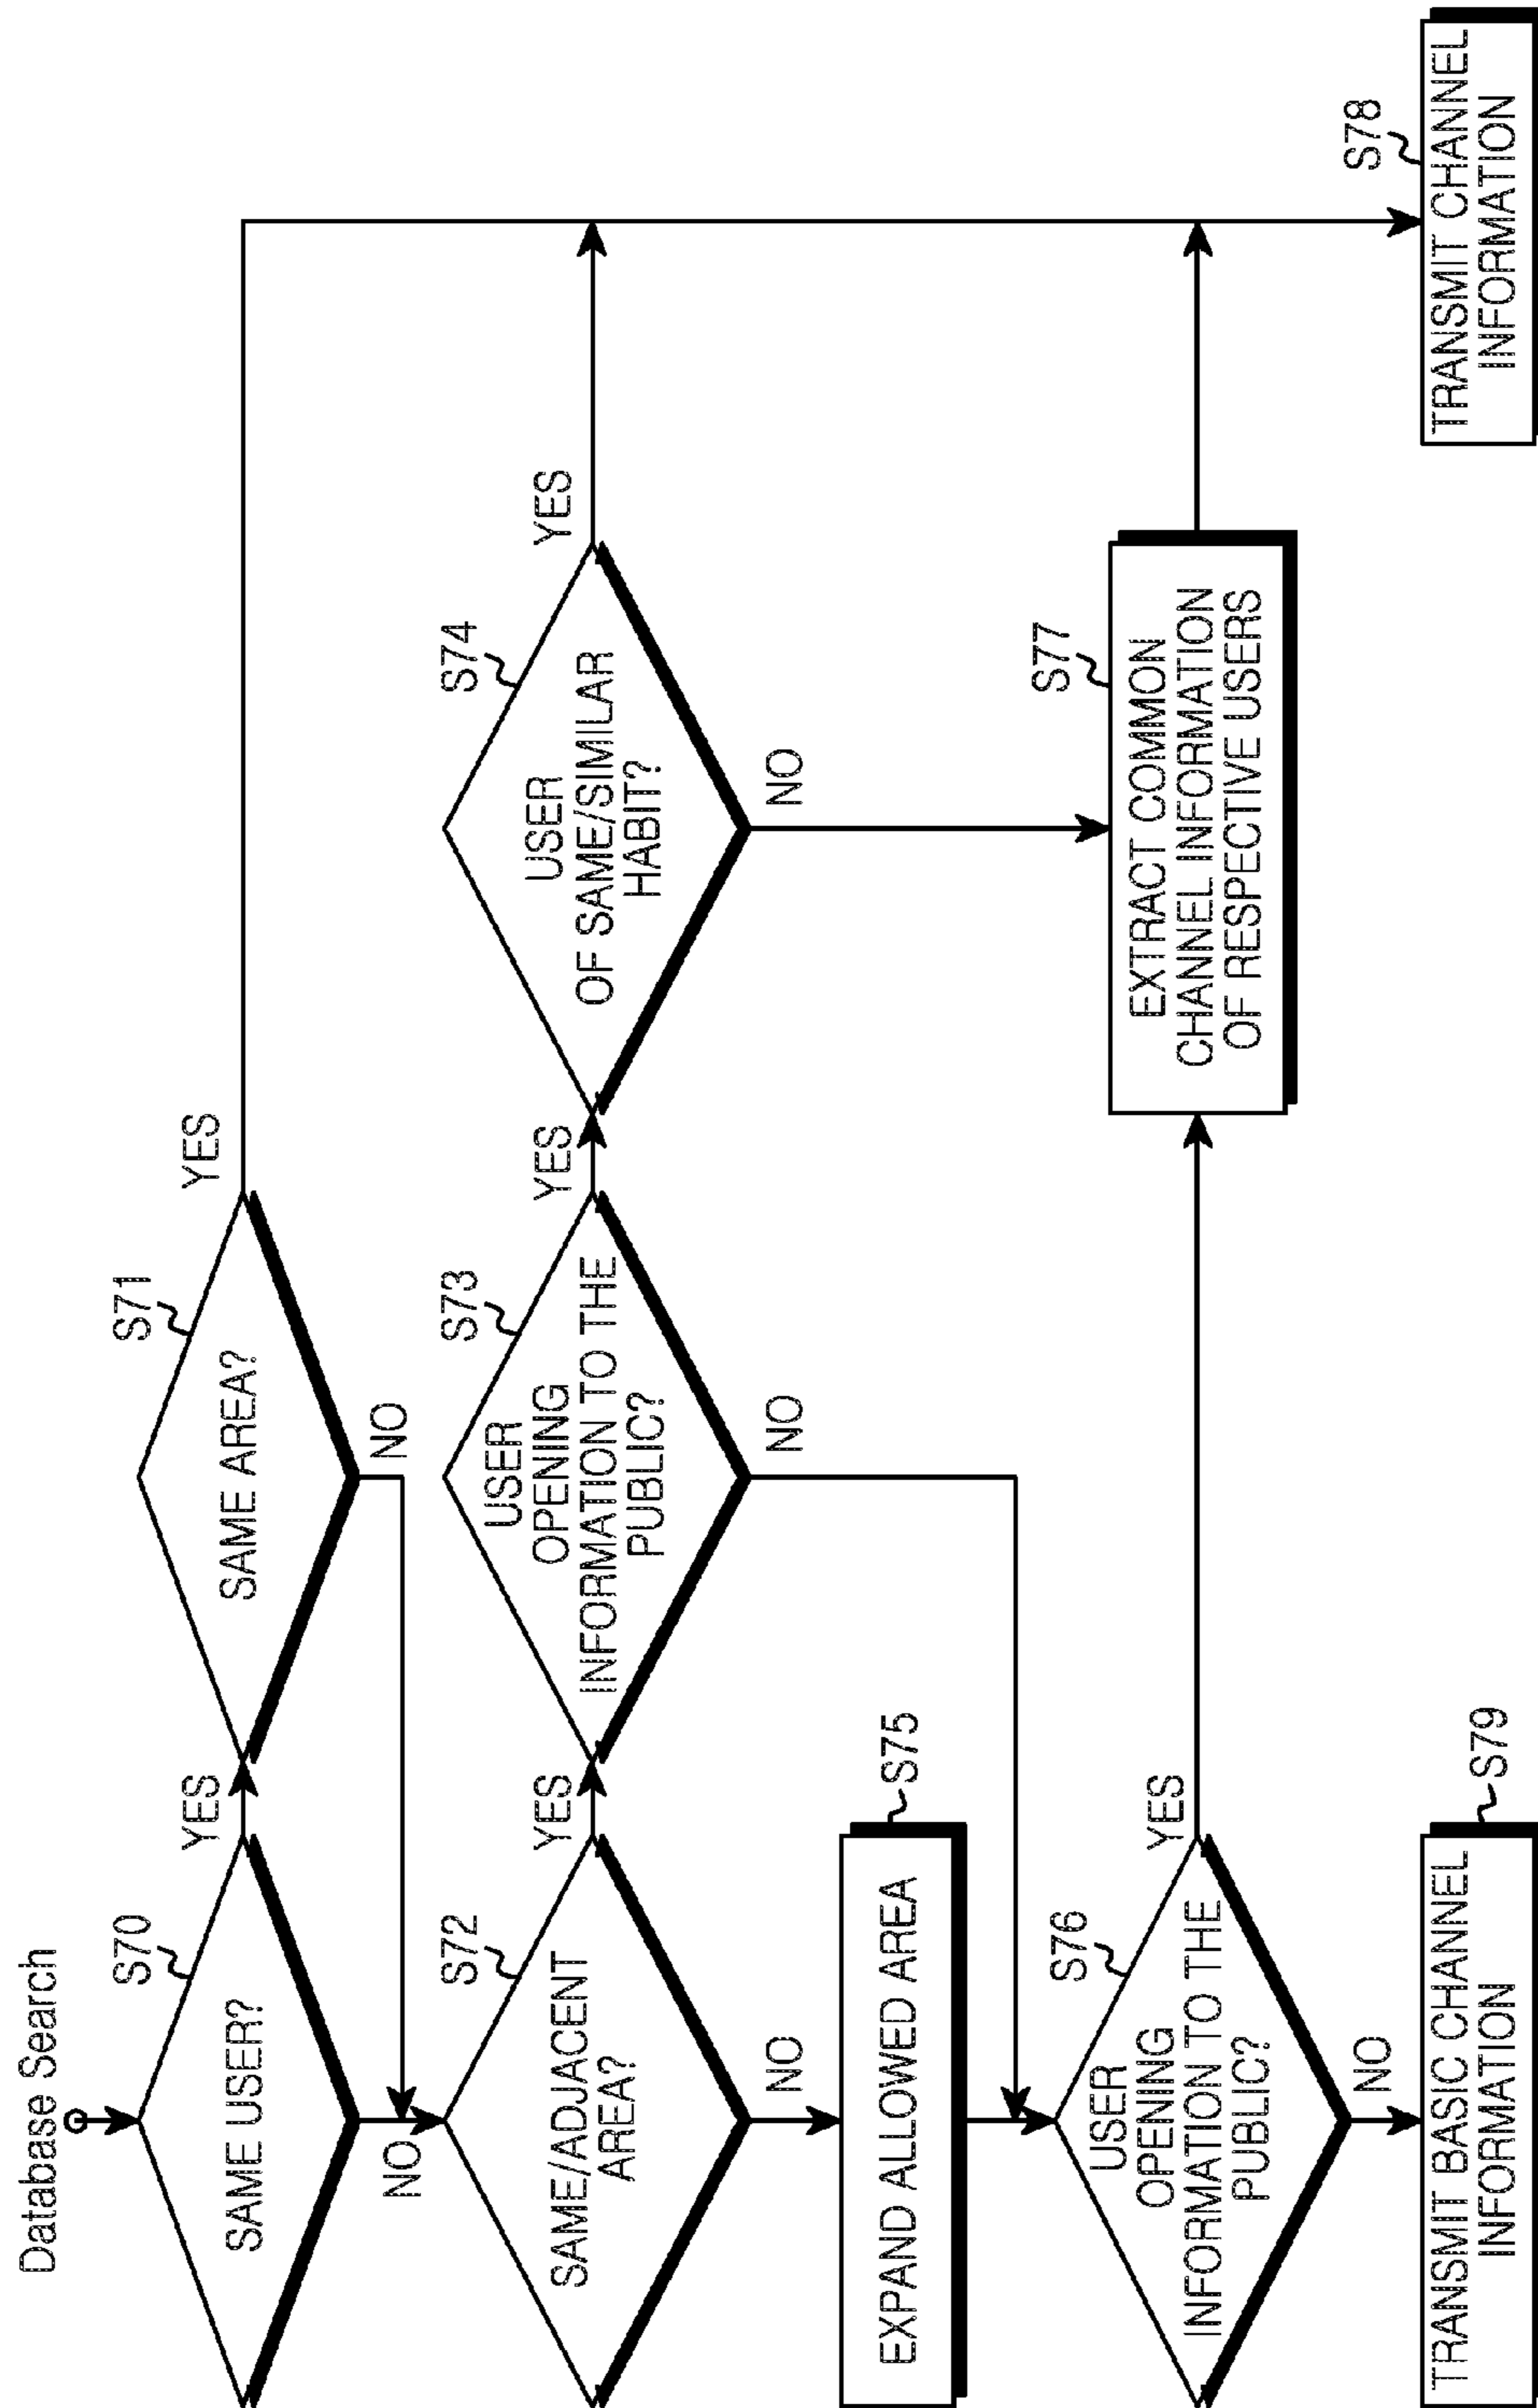 Database Search
S70
SAME USER?
YES
NO
S71
SAME AREA?
YES
NO
S72
SAME/ADJACENT
AREA?
YES
NO
S73
USER
OPENING
INFORMATION TO THE
PUBLIC?
YES
NO
S74
USER
OF SAME/SIMILAR
HABIT?
YES
NO
S75
EXPAND ALLOWED AREA
S76
USER
OPENING
INFORMATION TO THE
PUBLIC?
YES
NO
S77
EXTRACT COMMON
CHANNEL INFORMATION
OF RESPECTIVE USERS
S79
TRANSMIT BASIC CHANNEL
INFORMATION
S78
TRANSMIT CHANNEL
INFORMATION